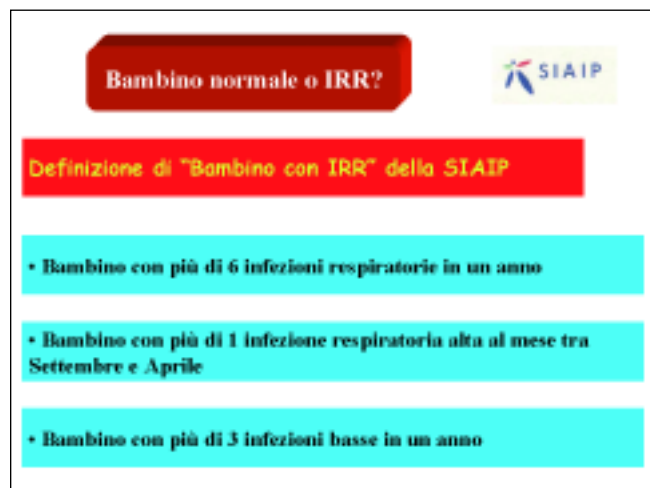 Bambino normale o IRR?
SIAIP
Definizione di "Bambino con IRR" della SIAIP
• Bambino con più di 6 infezioni respiratorie in un anno
• Bambino con più di 1 infezione respiratoria alta al mese tra
Settembre e Aprile
• Bambino con più di 3 infezioni basse in un anno